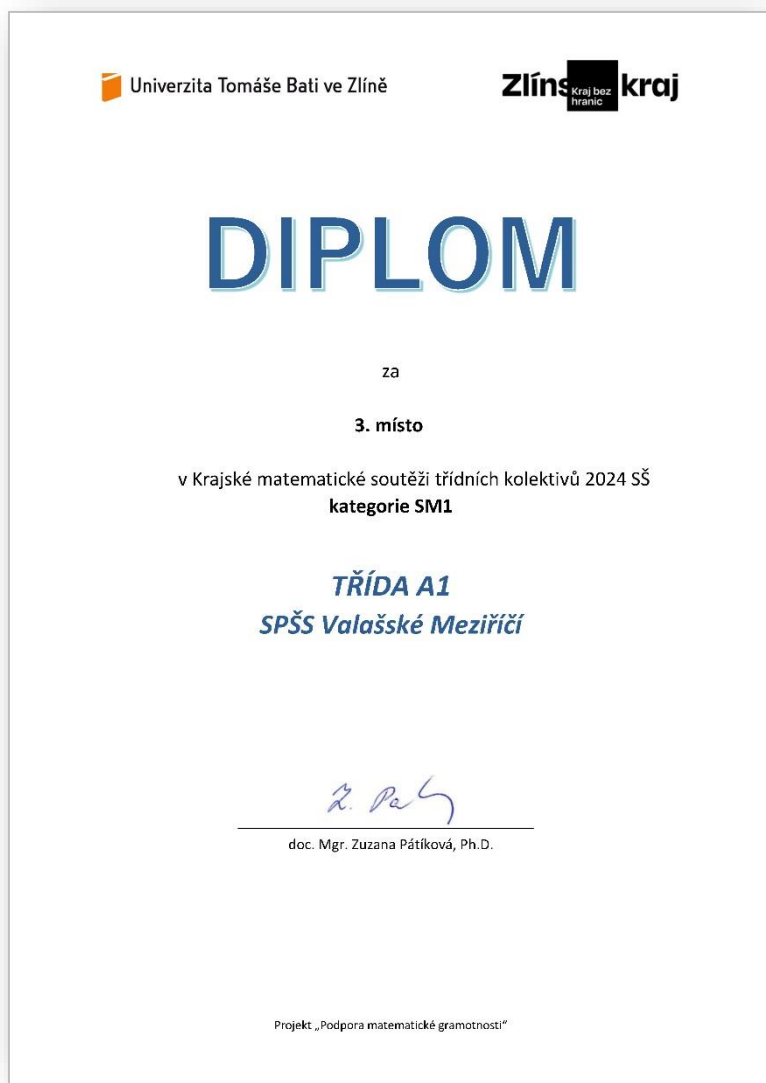 Univerzita Tomáše Bati ve Zlíně
Zlínský kraj
Kraj bez
hranic
DIPLOM
za
3. místo
v Krajské matematické soutěži třídních kolektivů 2024 SŠ
kategorie SM1
TŘÍDA A1
SPŠS Valašské Meziříčí
doc. Mgr. Zuzana Pátíková, Ph.D.
Projekt „Podpora matematické gramotnosti“